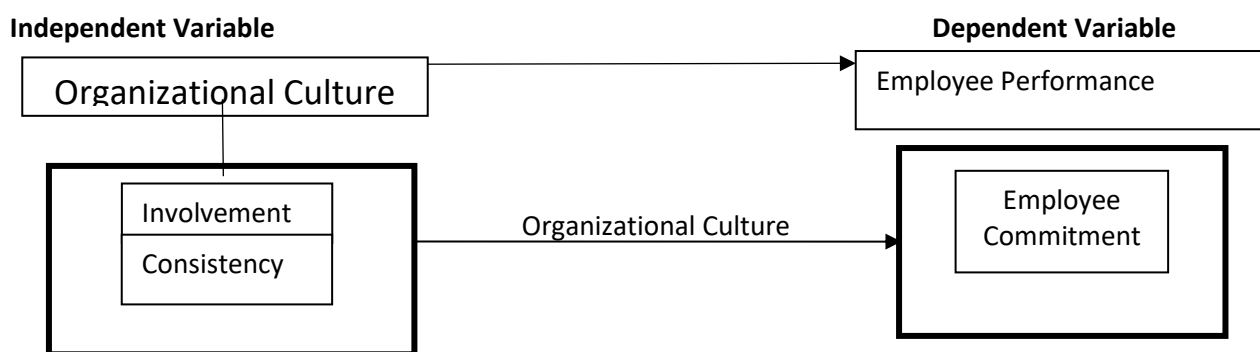 Independent Variable
Dependent Variable
Organizational Culture
Employee Performance
Involvement
Consistency
Organizational Culture
Employee
Commitment